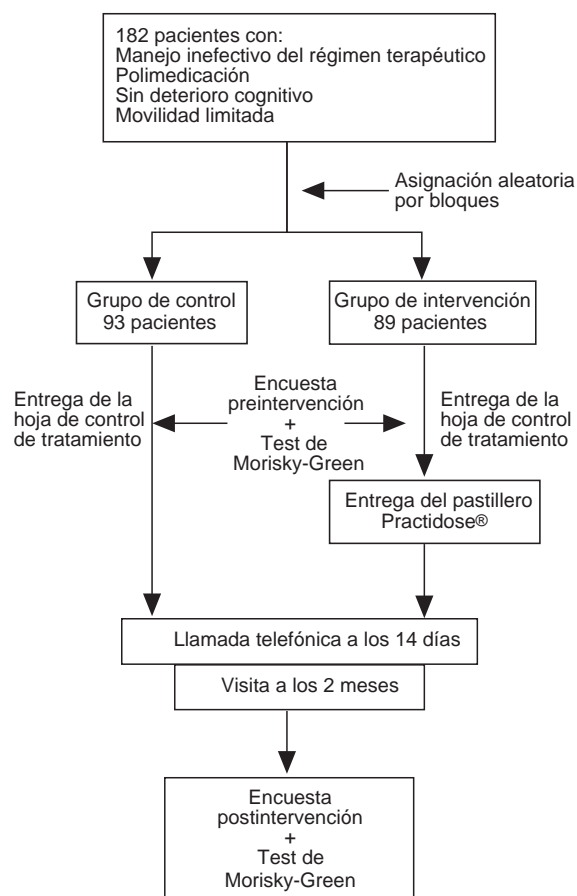 182 pacientes con:
Manejo inefectivo del régimen terapéutico
Polimedicación
Sin deterioro cognitivo
Movilidad limitada
Asignación aleatoria
por bloques
Grupo de control
93 pacientes
Grupo de intervención
89 pacientes
Entrega de la
hoja de control
de tratamiento
Encuesta
preintervención
+
Test de
Morisky-Green
Entrega de la
hoja de control
de tratamiento
Entrega del pastillero
Practidose®
Llamada telefónica a los 14 días
Visita a los 2 meses
Encuesta
postintervención
+
Test de
Morisky-Green